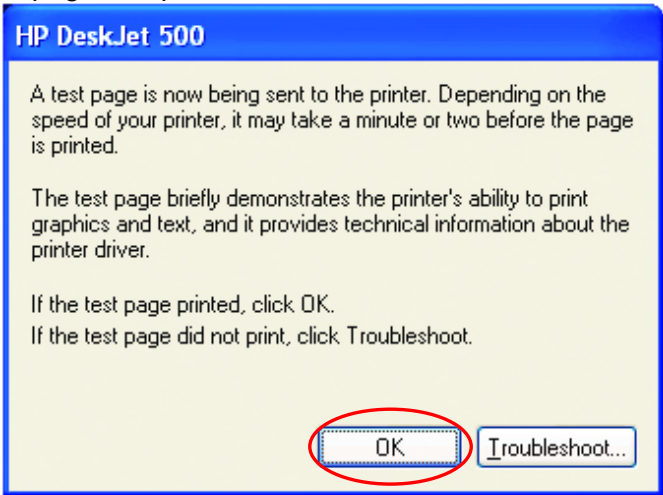 HP DeskJet 500
A test page is now being sent to the printer. Depending on the
speed of your printer, it may take a minute or two before the page
is printed.
The test page briefly demonstrates the printer's ability to print
graphics and text, and it provides technical information about the
printer driver.
If the test page printed, click OK.
If the test page did not print, click Troubleshoot.
OK
Troubleshoot...